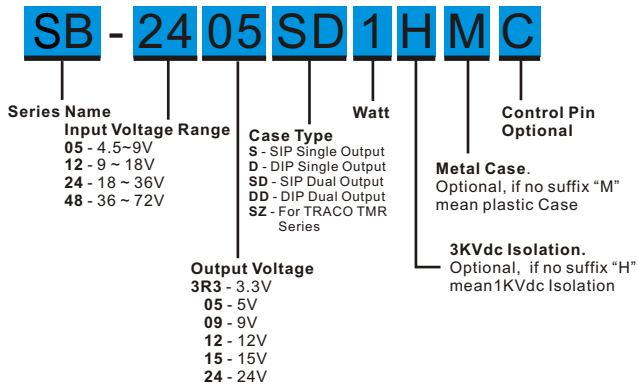 SB - 24 05 SD 1 H M C
Series Name
Input Voltage Range
05 - 4.5~9V
12 - 9 ~ 18V
24 - 18 ~ 36V
48 - 36 ~ 72V
Output Voltage
3R3 - 3.3V
05 - 5V
09 - 9V
12 - 12V
15 - 15V
24 - 24V
Case Type
S - SIP Single Output
D - DIP Single Output
SD - SIP Dual Output
DD - DIP Dual Output
SZ - For TRACO TMR
Series
Watt
3KVdc Isolation.
Optional, if no suffix “H”
mean1KVdc Isolation
Metal Case.
Optional, if no suffix “M”
mean plastic Case
Control Pin
Optional